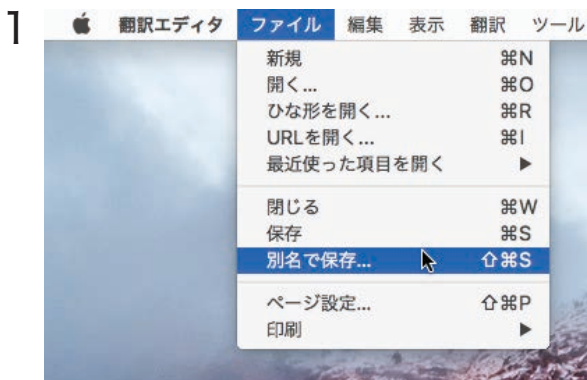 1
翻訳エディタ ファイル 編集 表示 翻訳 ツール
新規 ⌘N
開く... ⌘O
ひな形を開く... ⌘R
URLを開く... ⌘I
最近使った項目を開く ▶
閉じる ⌘W
保存 ⌘S
別名で保存... ⇧⌘S
ページ設定... ⇧⌘P
印刷 ▶